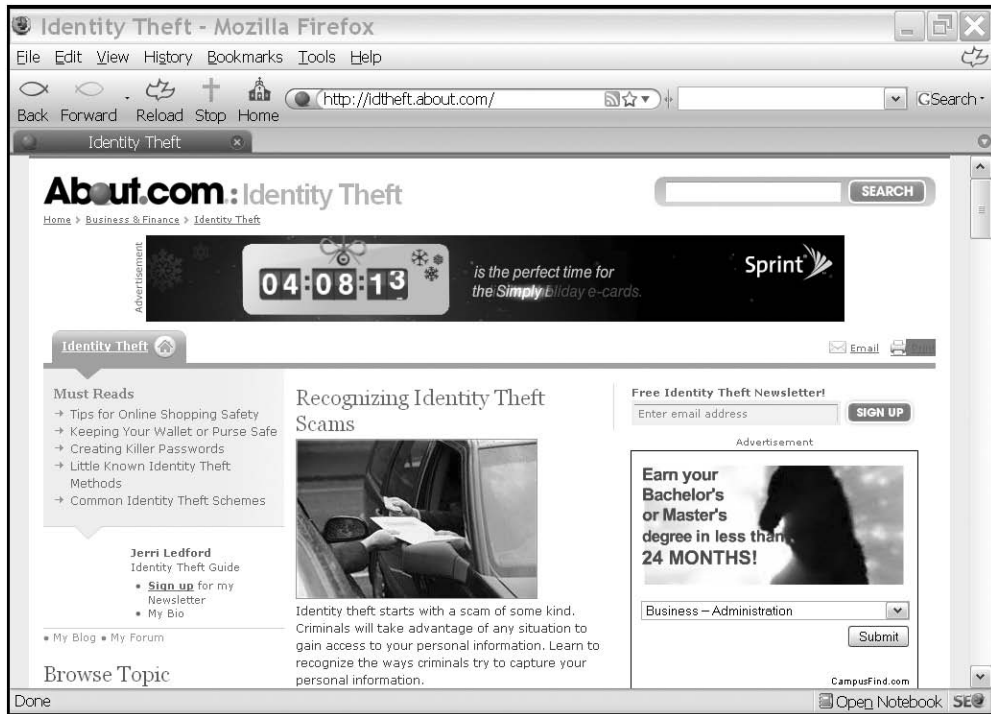 Identity Theft - Mozilla Firefox
File Edit View History Bookmarks Tools Help
Back Forward Reload Stop Home
http://idtheft.about.com/
GSearch
Identity Theft
About.com: Identity Theft
SEARCH
Home > Business & Finance > Identity Theft
Advertisement
04:08:13
is the perfect time for
the Simply
e-cards.
Sprint
Identity Theft
Email
Must Reads
Tips for Online Shopping Safety
Keeping Your Wallet or Purse Safe
Creating Killer Passwords
Little Known Identity Theft
Methods
Common Identity Theft Schemes
Jerri Ledford
Identity Theft Guide
Sign up for my
Newsletter
My Bio
My Blog My Forum
Browse Topic
Recognizing Identity Theft
Scams
Identity theft starts with a scam of some kind.
Criminals will take advantage of any situation to
gain access to your personal information. Learn to
recognize the ways criminals try to capture your
personal information.
Free Identity Theft Newsletter!
Enter email address
SIGN UP
Advertisement
Earn your
Bachelor's
or Master's
degree in less than
24 MONTHS!
Business – Administration
Submit
CampusFind.com
Done
Open Notebook